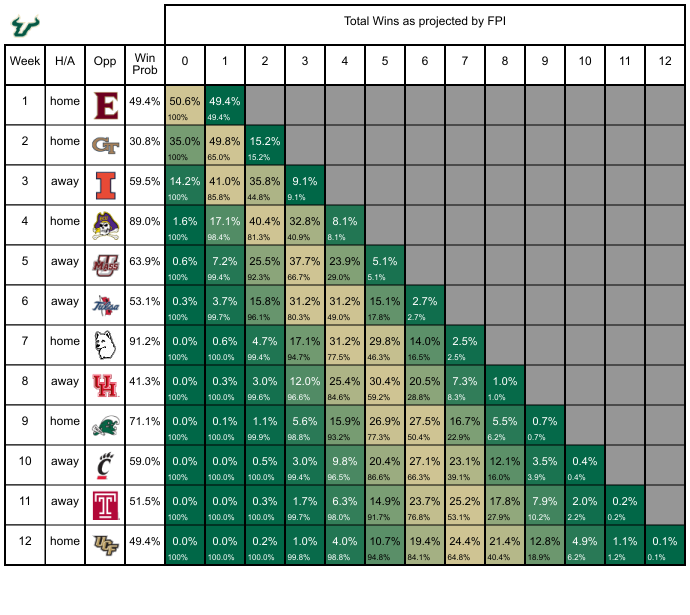 Total Wins as projected by FPI
Week H/A Opp Win Prob 0 1 2 3 4 5 6 7 8 9 10 11 12
1 home E 49.4% 50.6% 49.4%
100% 49.4%
2 home GT 30.8% 35.0% 49.8% 15.2%
100% 65.0% 15.2%
3 away I 59.5% 14.2% 41.0% 35.8% 9.1%
100% 85.8% 44.8% 9.1%
4 home 89.0% 1.6% 17.1% 40.4% 32.8% 8.1%
100% 98.4% 81.3% 40.9% 8.1%
5 away UMass 63.9% 0.6% 7.2% 25.5% 37.7% 23.9% 5.1%
100% 99.4% 92.3% 66.7% 29.0% 5.1%
6 away Tulsa 53.1% 0.3% 3.7% 15.8% 31.2% 31.2% 15.1% 2.7%
100% 99.7% 96.1% 80.3% 49.0% 17.8% 2.7%
7 home 91.2% 0.0% 0.6% 4.7% 17.1% 31.2% 29.8% 14.0% 2.5%
100% 100.0% 99.4% 94.7% 77.5% 46.3% 16.5% 2.5%
8 away UH 41.3% 0.0% 0.3% 3.0% 12.0% 25.4% 30.4% 20.5% 7.3% 1.0%
100% 100.0% 99.6% 96.6% 84.6% 59.2% 28.8% 8.3% 1.0%
9 home 71.1% 0.0% 0.1% 1.1% 5.6% 15.9% 26.9% 27.5% 16.7% 5.5% 0.7%
100% 100.0% 99.9% 98.8% 93.2% 77.3% 50.4% 22.9% 6.2% 0.7%
10 away C 59.0% 0.0% 0.0% 0.5% 3.0% 9.8% 20.4% 27.1% 23.1% 12.1% 3.5% 0.4%
100% 100.0% 100.0% 99.4% 96.5% 86.6% 66.3% 39.1% 16.0% 3.9% 0.4%
11 away T 51.5% 0.0% 0.0% 0.3% 1.7% 6.3% 14.9% 23.7% 25.2% 17.8% 7.9% 2.0% 0.2%
100% 100.0% 100.0% 99.7% 98.0% 91.7% 76.8% 53.1% 27.9% 10.2% 2.2% 0.2%
12 home UCF 49.4% 0.0% 0.0% 0.2% 1.0% 4.0% 10.7% 19.4% 24.4% 21.4% 12.8% 4.9% 1.1% 0.1%
100% 100.0% 100.0% 99.8% 98.8% 94.8% 84.1% 64.8% 40.4% 18.9% 6.2% 1.2% 0.1%